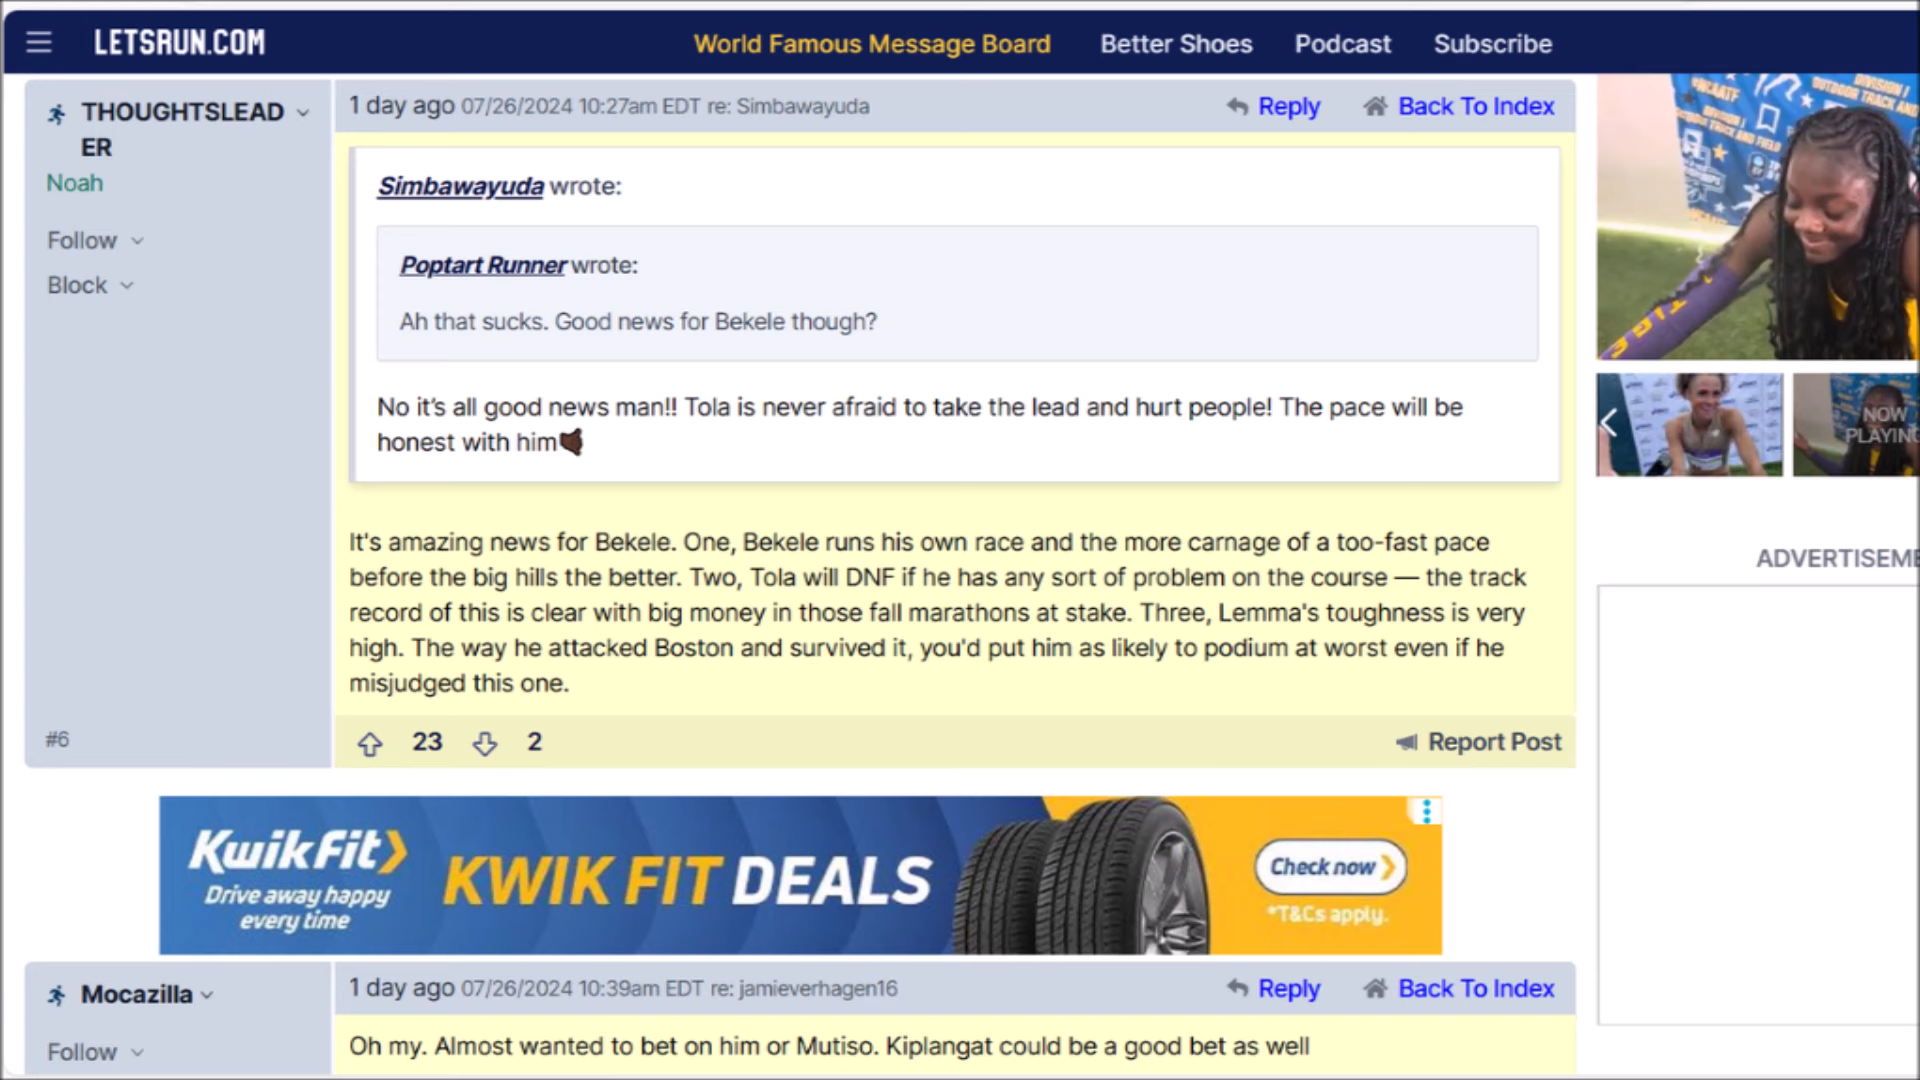 LETSRUN.COM
World Famous Message Board
Better Shoes
Podcast
Subscribe
THOUGHTSLEAD
ER
Noah
Follow
Block
#6
1 day ago 07/26/2024 10:27am EDT re: Simbawayuda
Reply
Back To Index
Simbawayuda wrote:
Poptart Runner wrote:
Ah that sucks. Good news for Bekele though?
No it's all good news man!! Tola is never afraid to take the lead and hurt people! The pace will be
honest with him
It's amazing news for Bekele. One, Bekele runs his own race and the more carnage of a too-fast pace
before the big hills the better. Two, Tola will DNF if he has any sort of problem on the course — the track
record of this is clear with big money in those fall marathons at stake. Three, Lemma's toughness is very
high. The way he attacked Boston and survived it, you'd put him as likely to podium at worst even if he
misjudged this one.
23
2
Report Post
NOW
PLAYING
ADVERTISEME
KwikFit
Drive away happy
every time
KWIK FIT DEALS
Check now
*T&Cs apply.
Mocazilla
Follow
1 day ago 07/26/2024 10:39am EDT re: jamieverhagen16
Reply
Back To Index
Oh my. Almost wanted to bet on him or Mutiso. Kiplangat could be a good bet as well